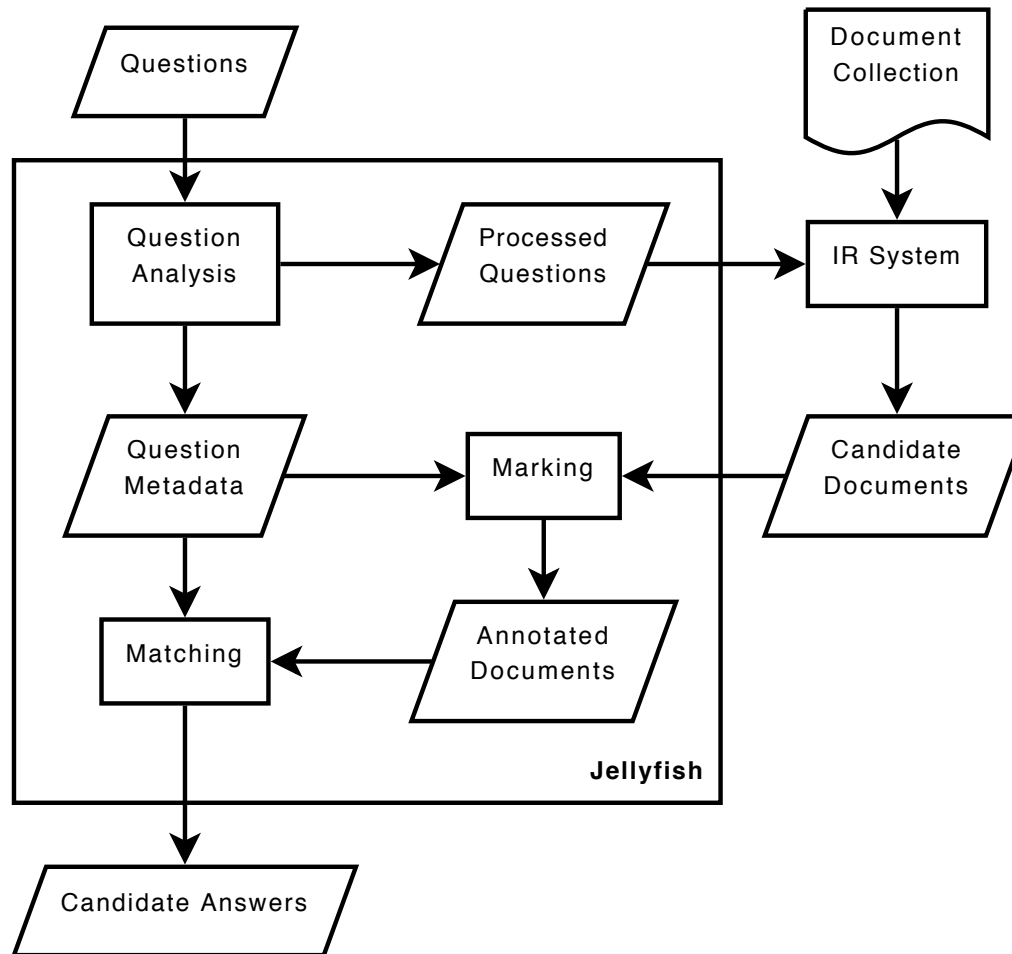 Questions
Document
Collection
Question
Analysis
Processed
Questions
IR System
Question
Metadata
Marking
Candidate
Documents
Matching
Annotated
Documents
Jellyfish
Candidate Answers